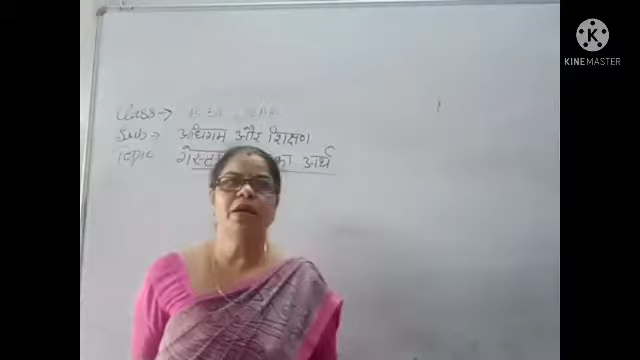 K
KINEMASTER
Class →
Sub → अधिगम और शिक्षण
Topic का अर्थ